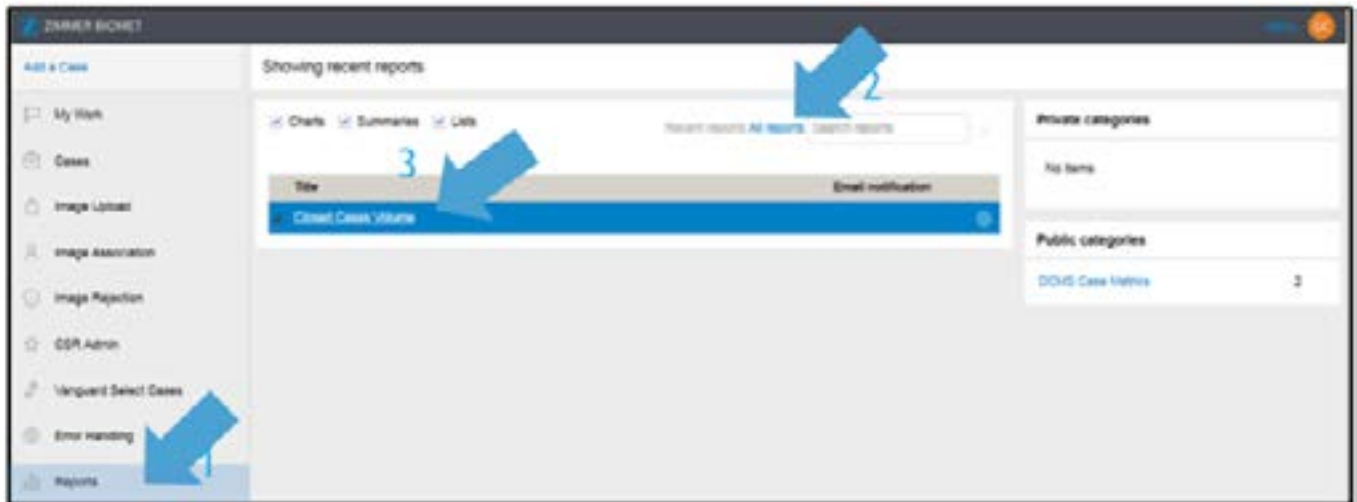 ZIMMER BIOMET
Add a Case
Showing recent reports
2
My Work
Charts Summaries Lists
Recent reports All reports Search reports
Private categories
Cases
3
No items
Title Email notification
Image Upload
Closed Cases Volume
Public categories
Image Association
DCMS Case Metrics 2
Image Rejection
GSR Admin
Vanguard Select Cases
Error Handling
1
Reports